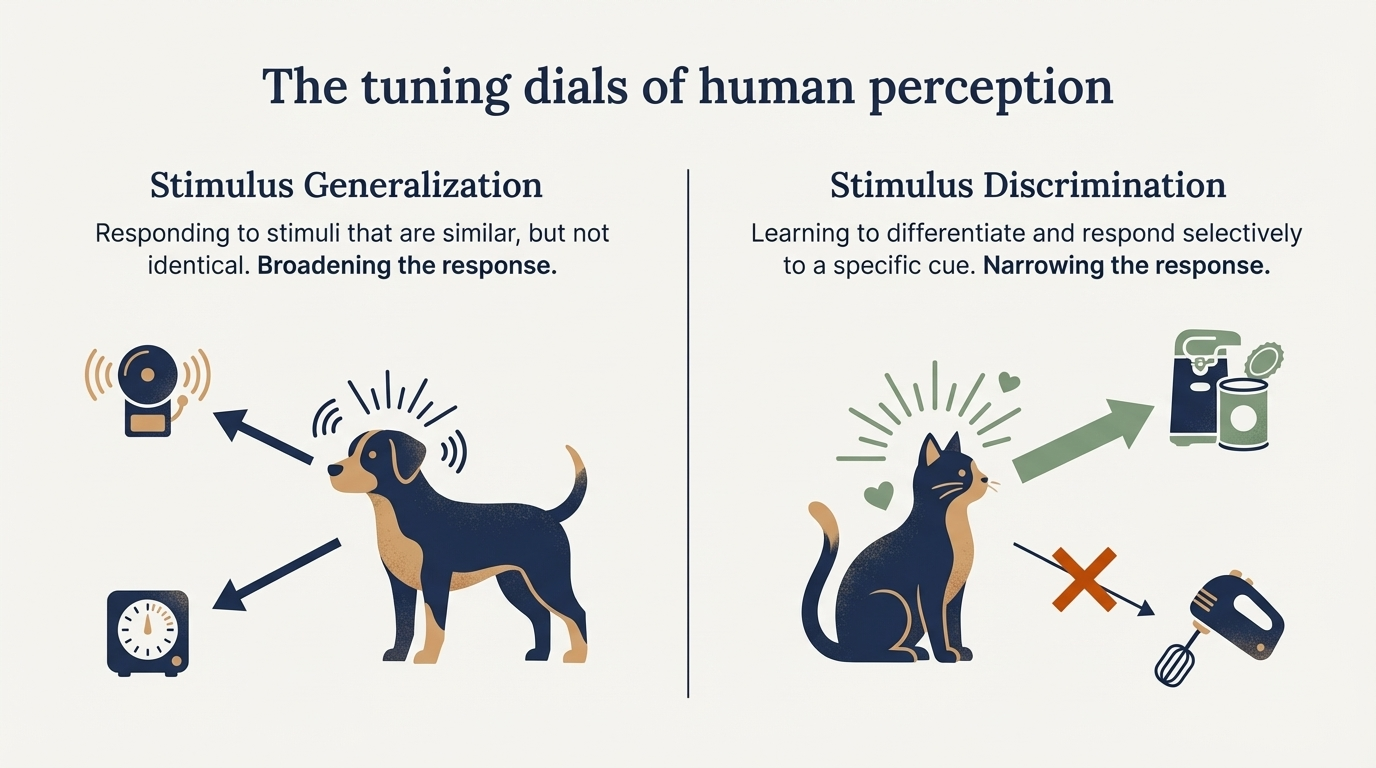 The tuning dials of human perception
Stimulus Generalization
Responding to stimuli that are similar, but not
identical. Broadening the response.
Stimulus Discrimination
Learning to differentiate and respond selectively
to a specific cue. Narrowing the response.